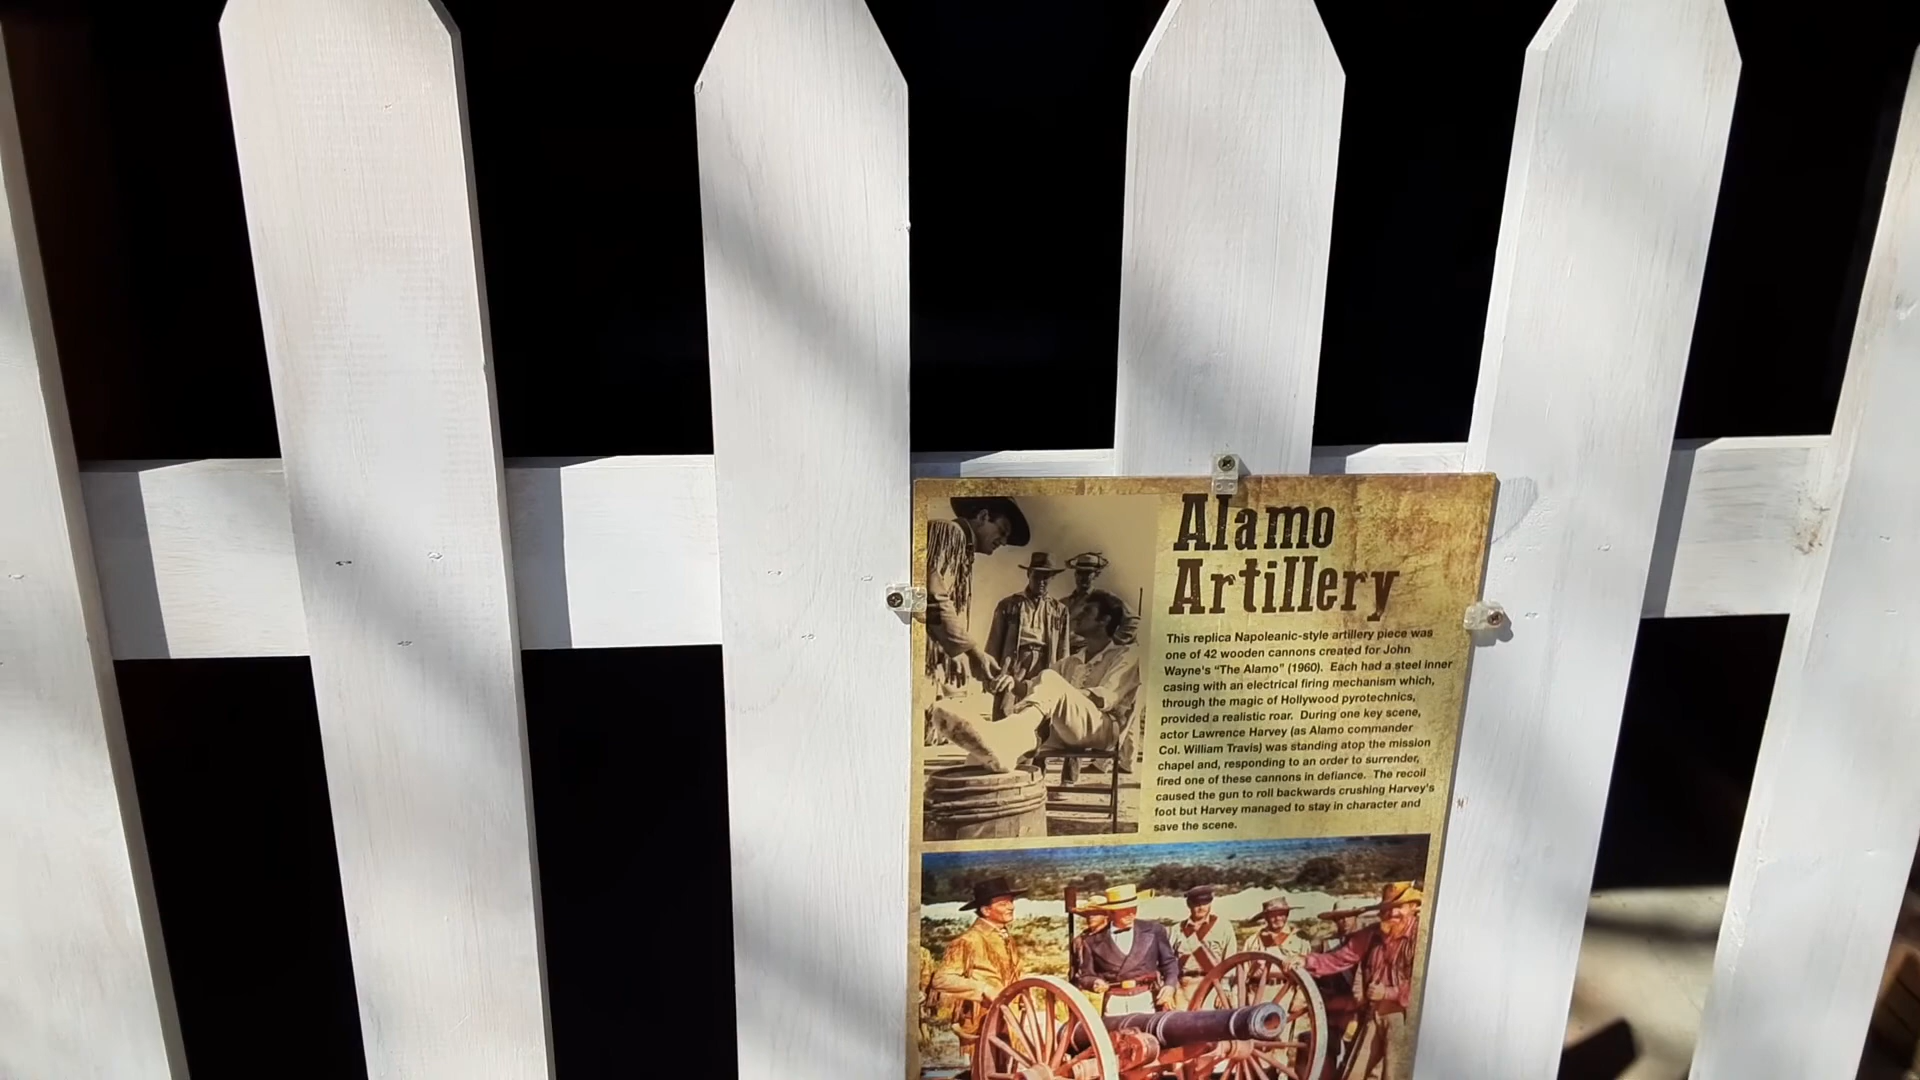 Alamo
Artillery
This replica Napoleanic-style artillery piece was
one of 42 wooden cannons created for John
Wayne's "The Alamo" (1960).  Each had a steel inner
casing with an electrical firing mechanism which,
through the magic of Hollywood pyrotechnics,
provided a realistic roar.  During one key scene,
actor Lawrence Harvey (as Alamo commander
Col. William Travis) was standing atop the mission
chapel and, responding to an order to surrender,
fired one of these cannons in defiance.  The recoil
caused the gun to roll backwards crushing Harvey's
foot but Harvey managed to stay in character and
save the scene.